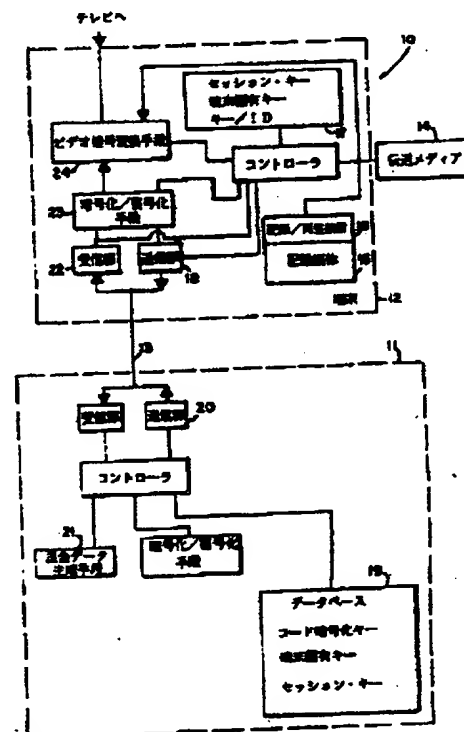 テレビへ
10
セッション・キー
端末固有キー
キー/ID
17
ビデオ信号変換手段
24
コントローラ
14
伝送メディア
23
暗号化/復号化
手段
22
受信部
送信部
18
15
記録媒体
16
端末
12
13
11
受信部
送信部
20
コントローラ
21
手段
暗号化/復号化
手段
19
データベース
コード暗号化キー
端末固有キー
セッション・キー